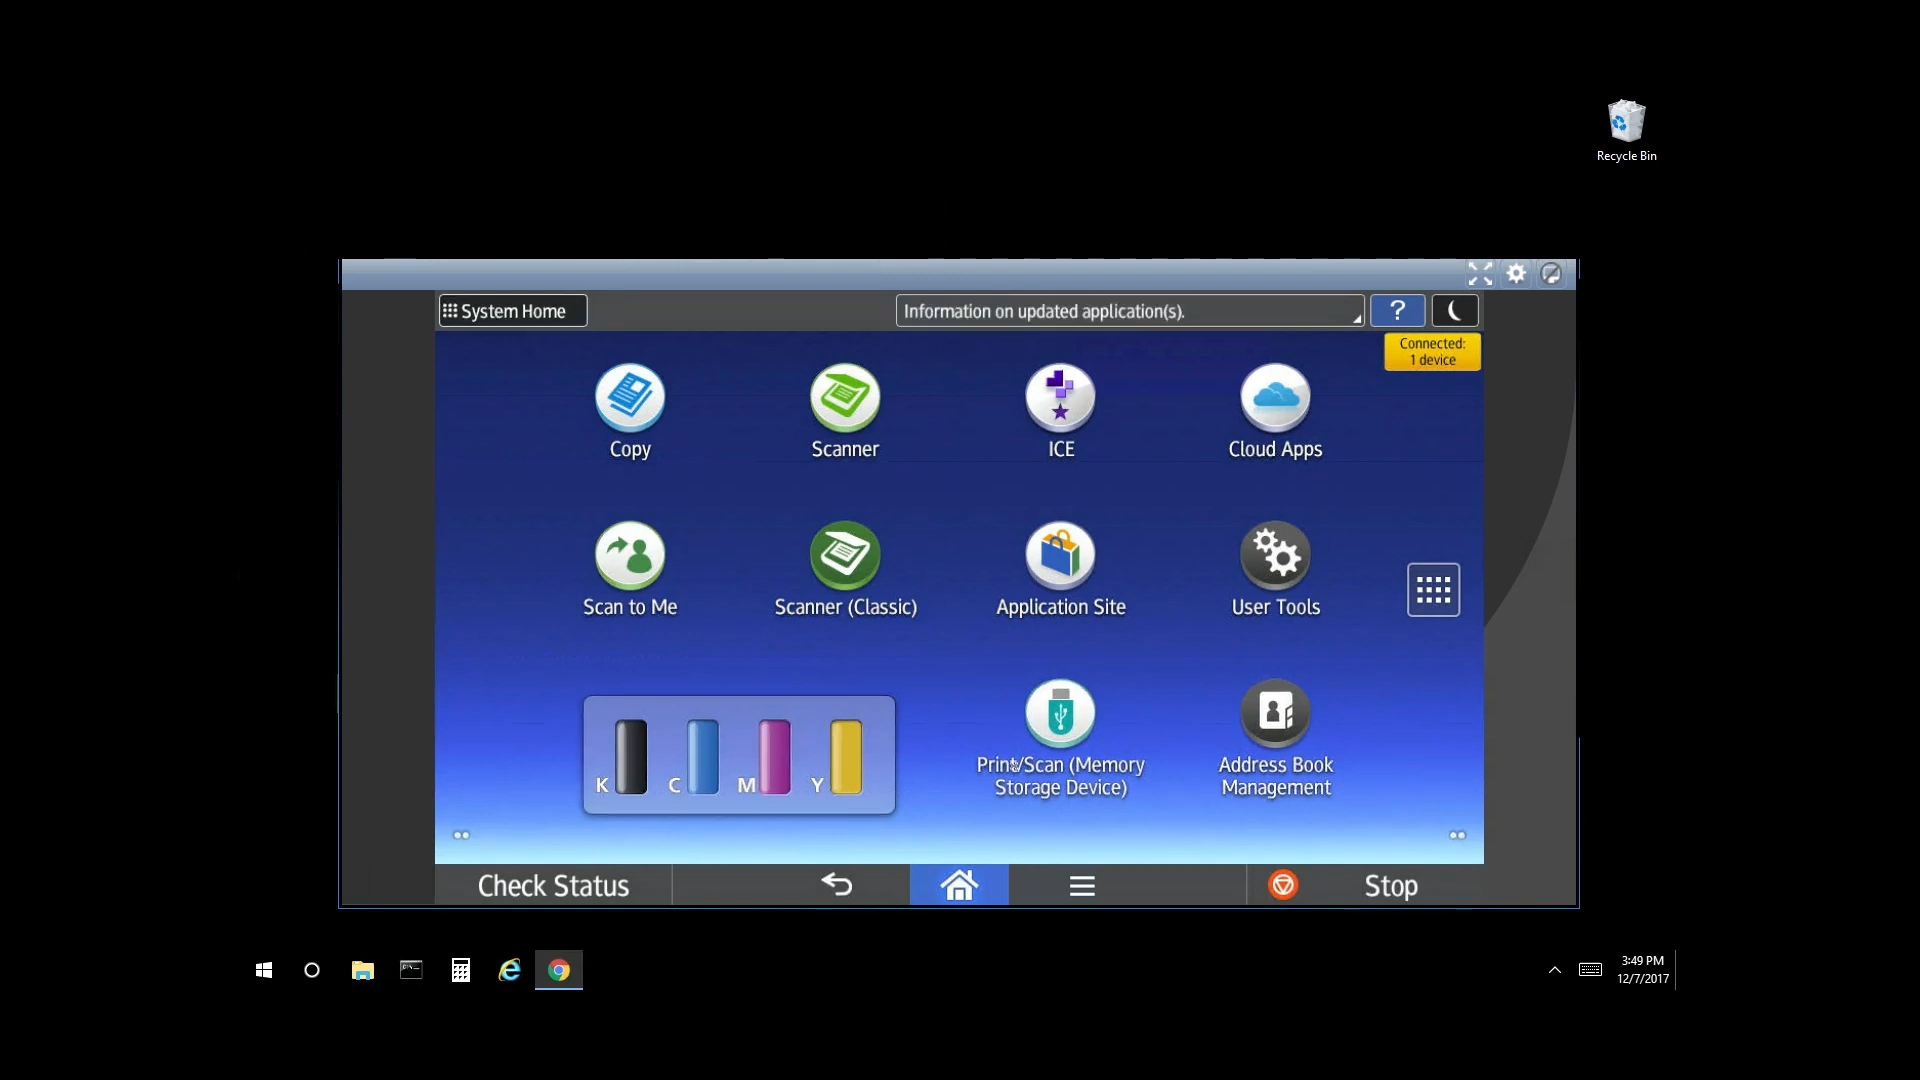 Recycle Bin
System Home
Information on updated application(s).
?
Connected:
1 device
Copy
Scanner
ICE
Cloud Apps
Scan to Me
Scanner (Classic)
Application Site
User Tools
K C M Y
Print/Scan (Memory
Storage Device)
Address Book
Management
Check Status
Stop
3:49 PM
12/7/2017